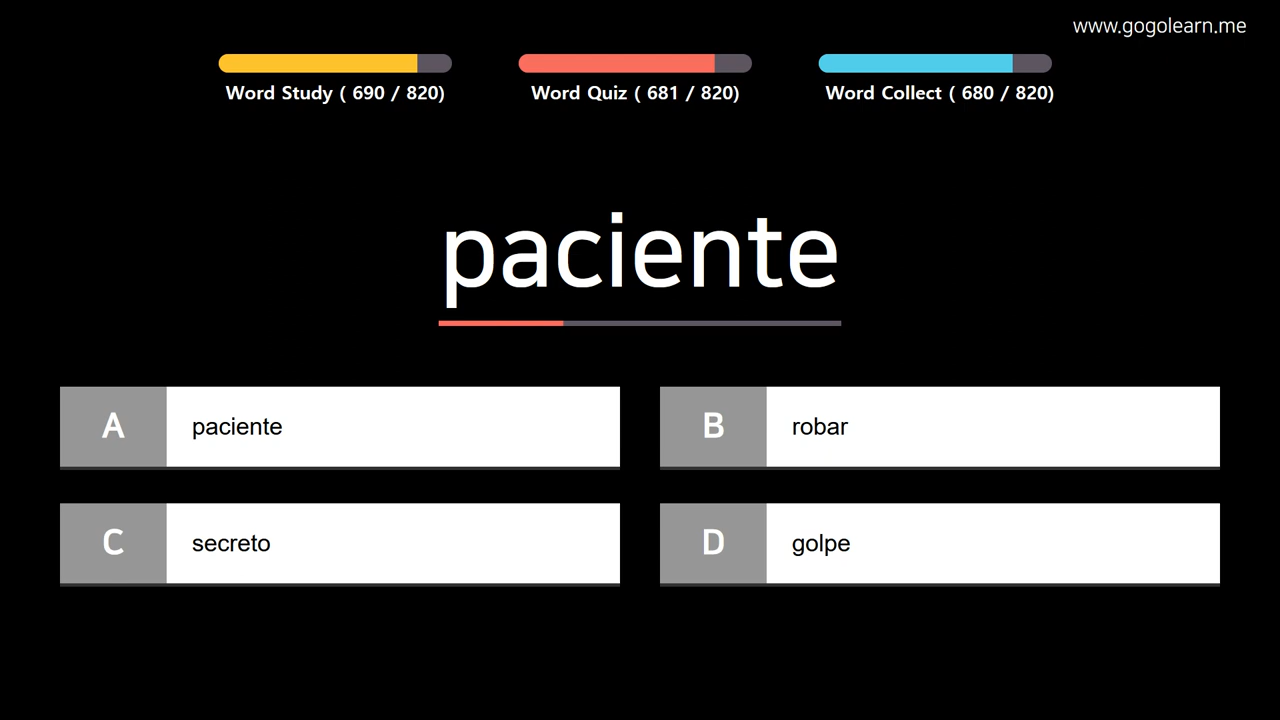 www.gogolearn.me
Word Study ( 690 / 820)
Word Quiz ( 681 / 820)
Word Collect ( 680 / 820)
paciente
A
paciente
B
robar
C
secreto
D
golpe